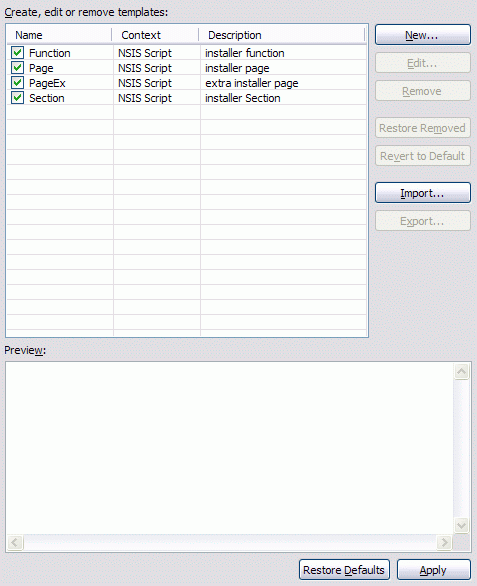 Create, edit or remove templates:
Name Context Description
Function NSIS Script installer function
Page NSIS Script installer page
PageEx NSIS Script extra installer page
Section NSIS Script installer Section
New...
Edit...
Remove
Restore Removed
Revert to Default
Import...
Export...
Preview:
Restore Defaults Apply